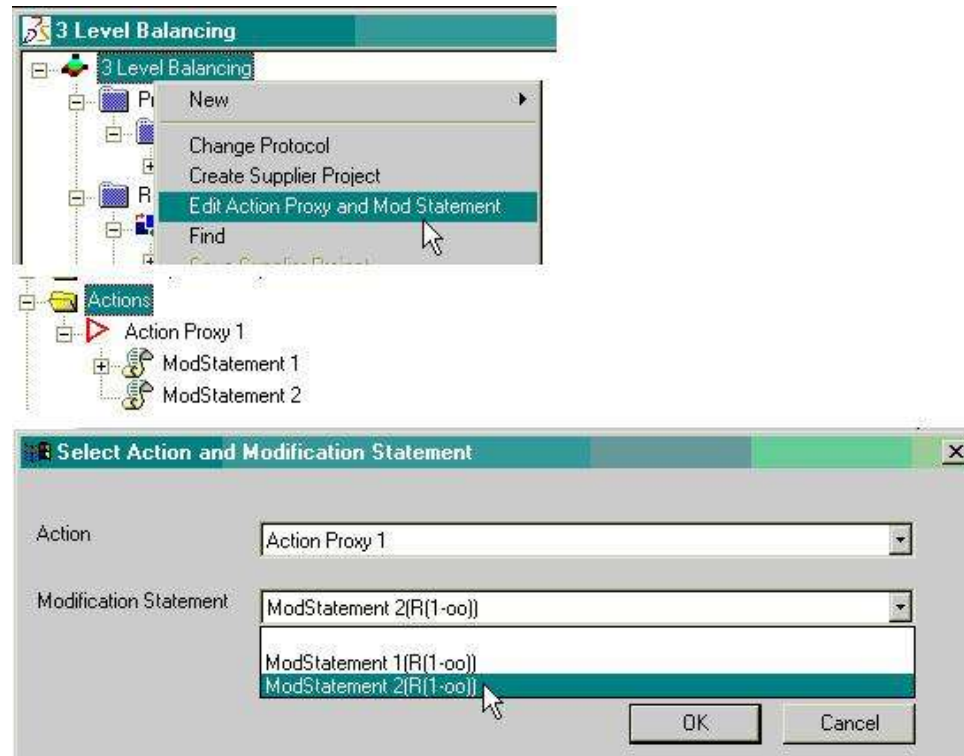 3 Level Balancing
3 Level Balancing
New
Change Protocol
Create Supplier Project
Edit Action Proxy and Mod Statement
R
Find
Actions
Action Proxy 1
ModStatement 1
ModStatement 2
Select Action and Modification Statement
Action
Action Proxy 1
Modification Statement
ModStatement 2(R(1-oo))
ModStatement 1(R(1-oo))
ModStatement 2(R(1-oo))
OK
Cancel